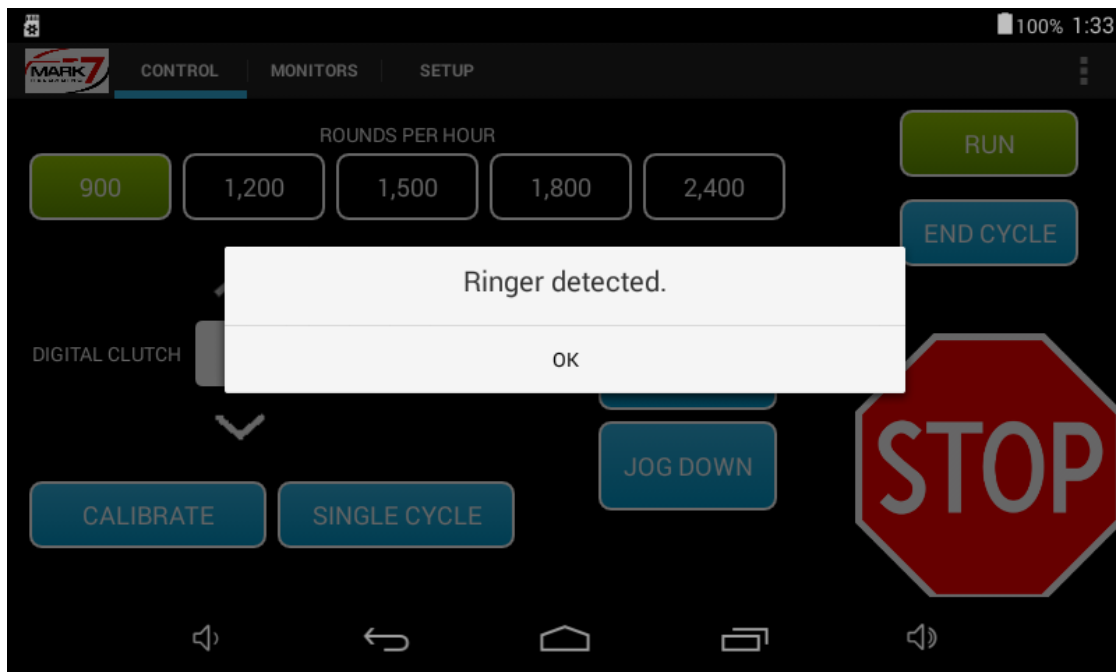 100% 1:33
MARK 7
CONTROL
MONITORS
SETUP
ROUNDS PER HOUR
900
1,200
1,500
1,800
2,400
RUN
END CYCLE
Ringer detected.
OK
DIGITAL CLUTCH
JOG DOWN
STOP
CALIBRATE
SINGLE CYCLE